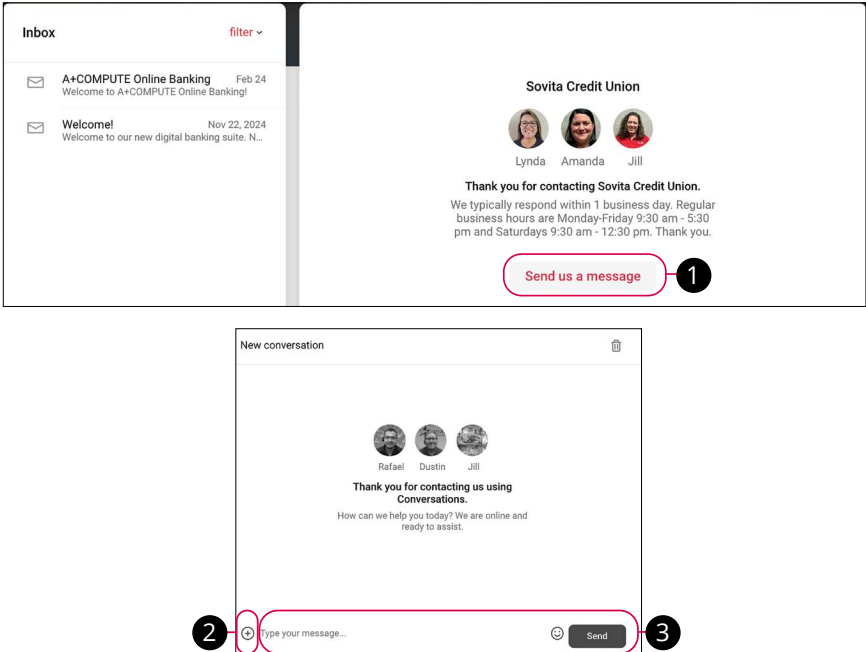 Inbox
filter
A+COMPUTE Online Banking Feb 24
Welcome to A+COMPUTE Online Banking!
Welcome! Nov 22, 2024
Welcome to our new digital banking suite. N...
Sovita Credit Union
Lynda Amanda Jill
Thank you for contacting Sovita Credit Union.
We typically respond within 1 business day. Regular
business hours are Monday-Friday 9:30 am - 5:30
pm and Saturdays 9:30 am - 12:30 pm. Thank you.
Send us a message
1
New conversation
Rafael Dustin Jill
Thank you for contacting us using
Conversations.
How can we help you today? We are online and
ready to assist.
2
Type your message...
Send
3